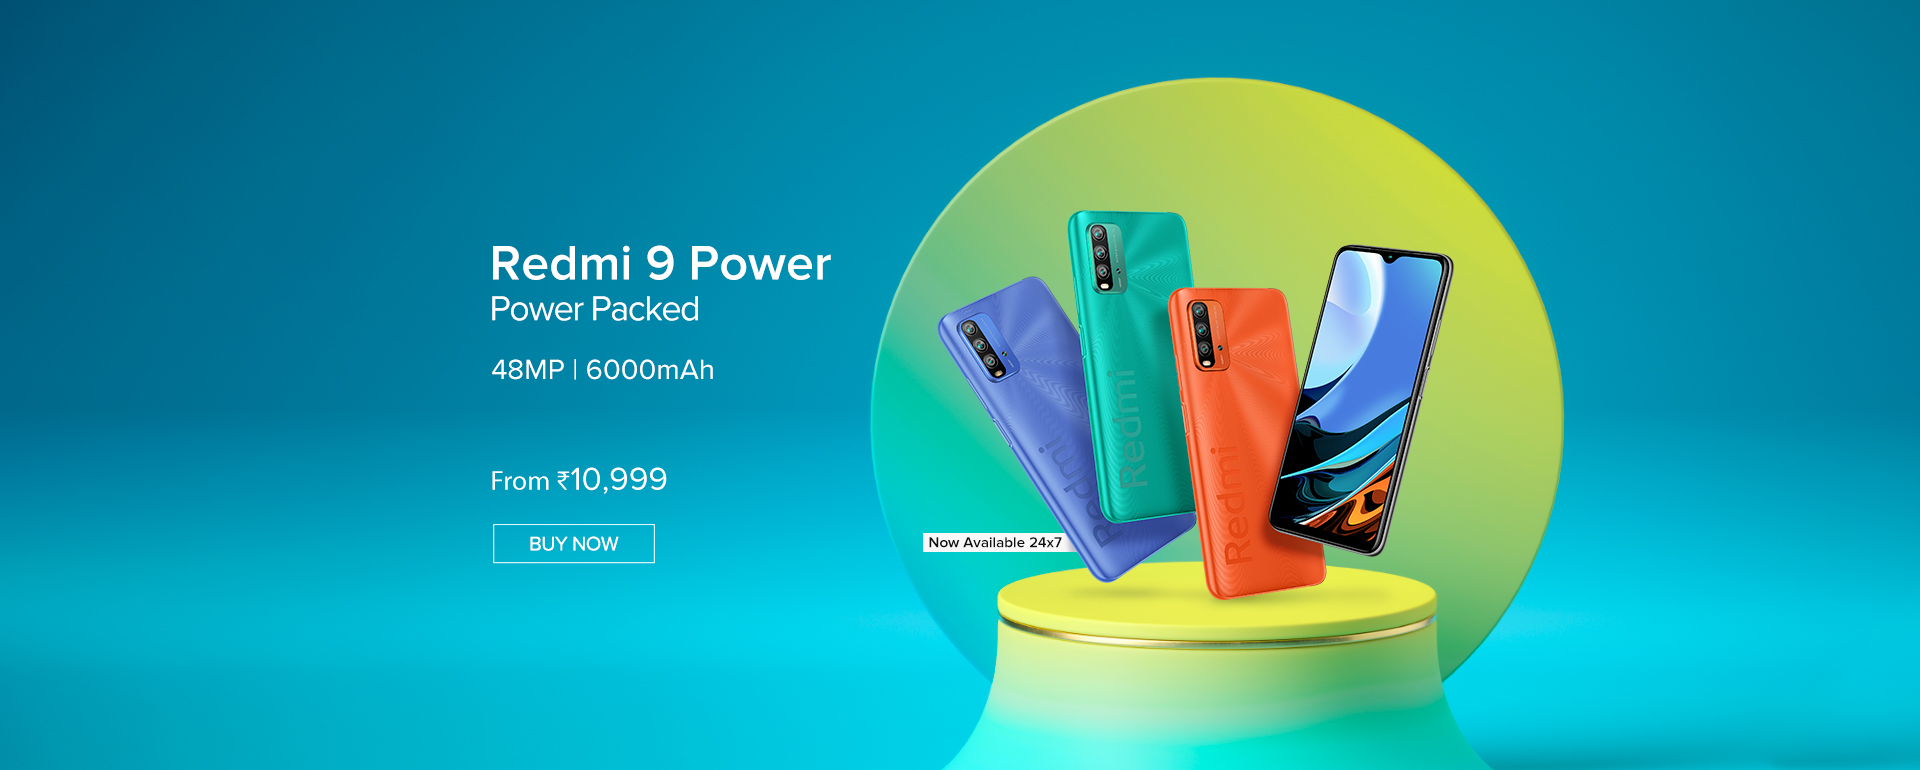 Redmi 9 Power
Power Packed
48MP | 6000mAh
From ₹10,999
BUY NOW
Now Available 24x7
Redmi
Redmi
Redmi